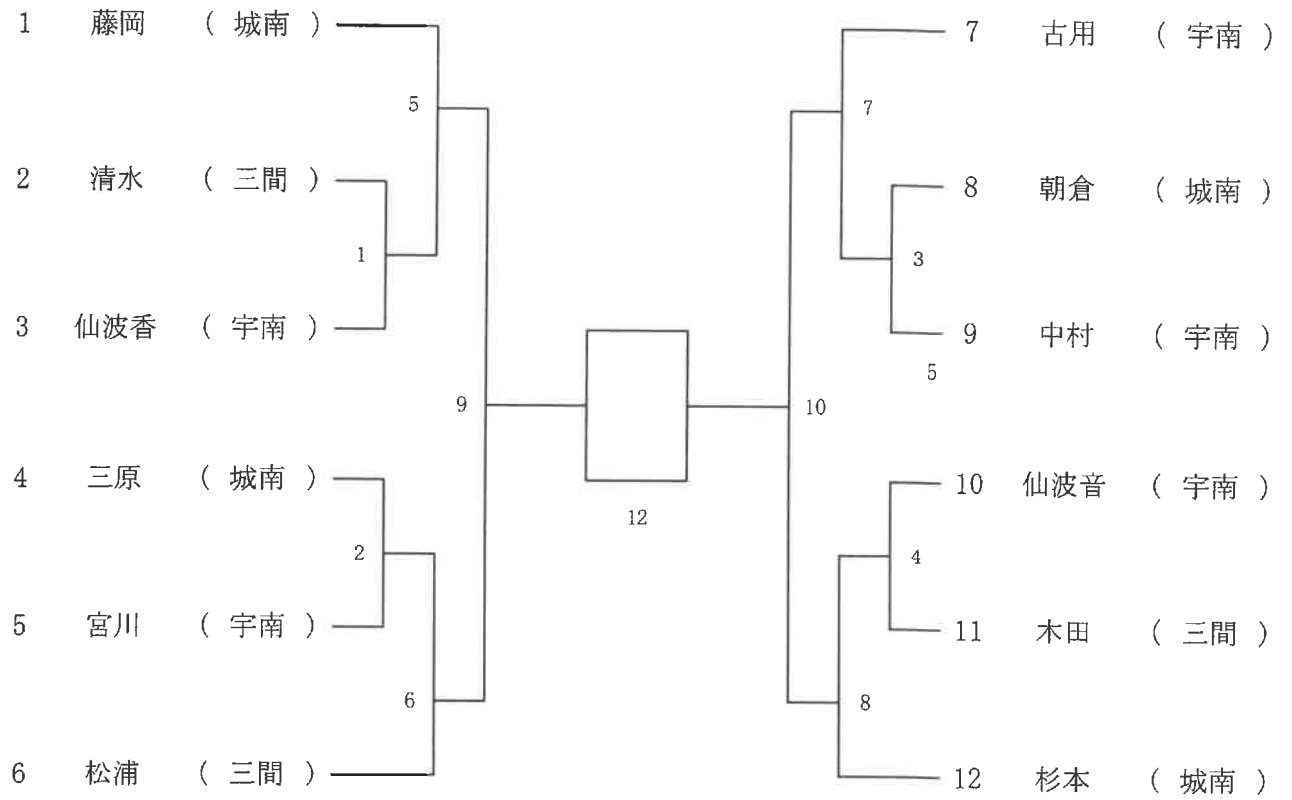 1 藤岡 （ 城南 ）
5
2 清水 （ 三間 ）
1
3 仙波香 （ 宇南 ）
9
4 三原 （ 城南 ）
2
5 宮川 （ 宇南 ）
6
6 松浦 （ 三間 ）
12
7 古用 （ 宇南 ）
7
8 朝倉 （ 城南 ）
3
9 中村 （ 宇南 ）
5
10
10 仙波音 （ 宇南 ）
4
11 木田 （ 三間 ）
8
12 杉本 （ 城南 ）